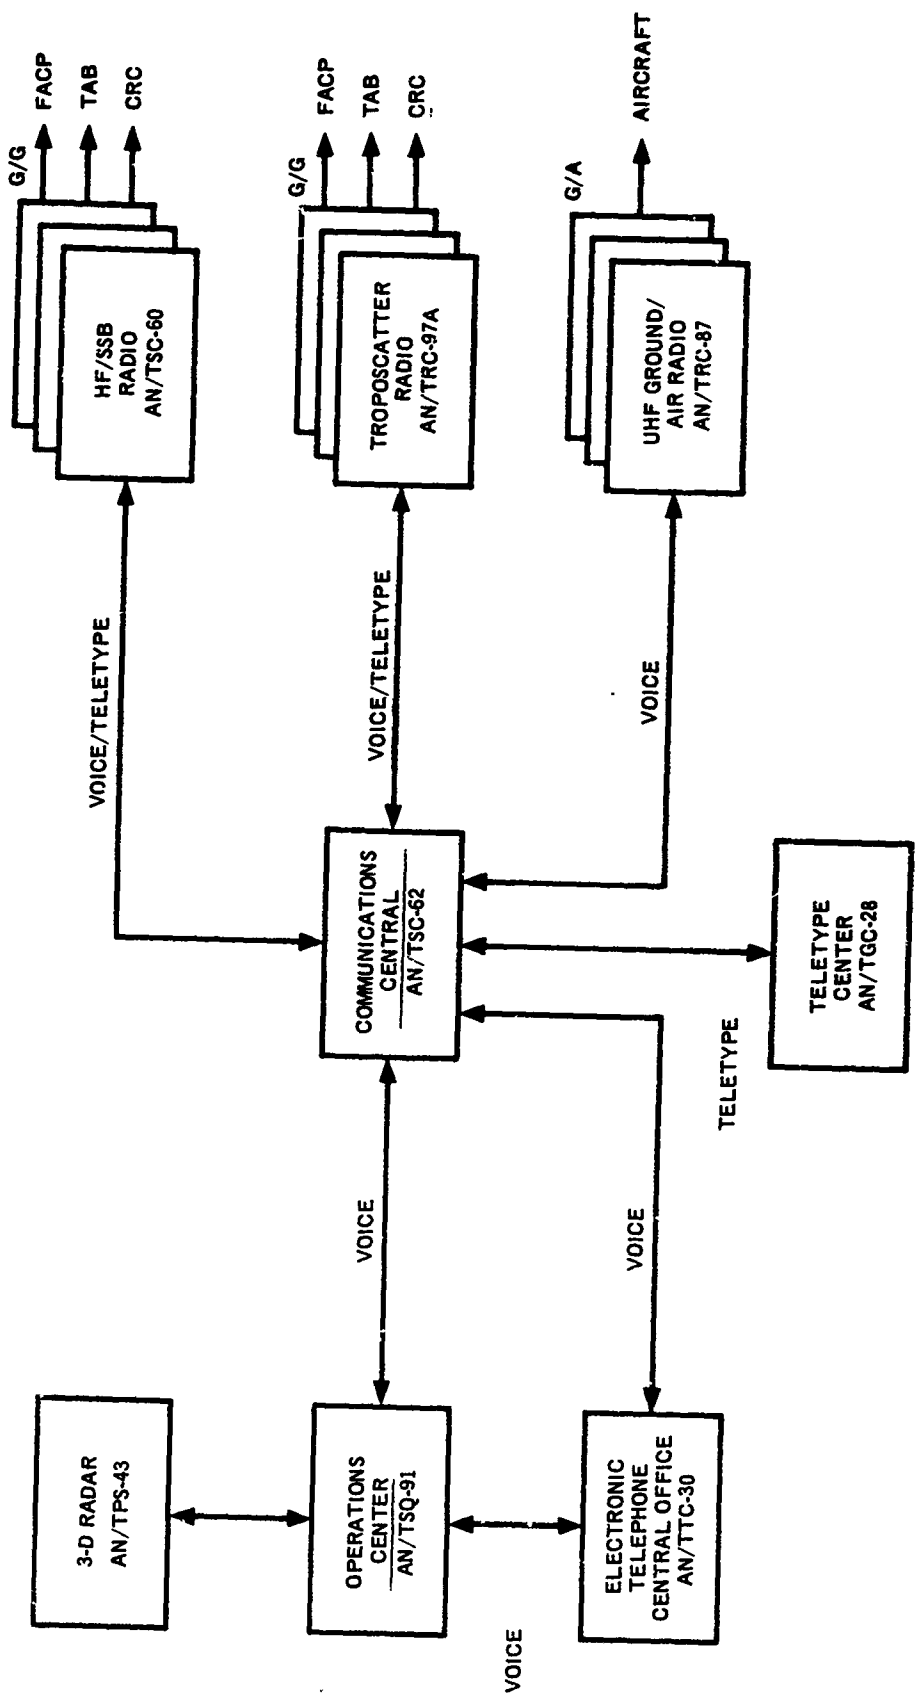 G/G
FACP
TAB
CRC
HF/SSB
RADIO
AN/TSC-60
VOICE/TELETYPE
3-D RADAR
AN/TPS-43
G/G
FACP
TAB
CRC
TROPOSCATTER
RADIO
AN/TRC-97A
VOICE/TELETYPE
COMMUNICATIONS
CENTRAL
AN/TSC-62
VOICE
OPERATIONS
CENTER
AN/TSQ-91
VOICE
G/A
AIRCRAFT
UHF GROUND/
AIR RADIO
AN/TRC-87
VOICE
VOICE
ELECTRONIC
TELEPHONE
CENTRAL OFFICE
AN/TTC-30
TELETYPE
TELETYPE
CENTER
AN/TGC-28